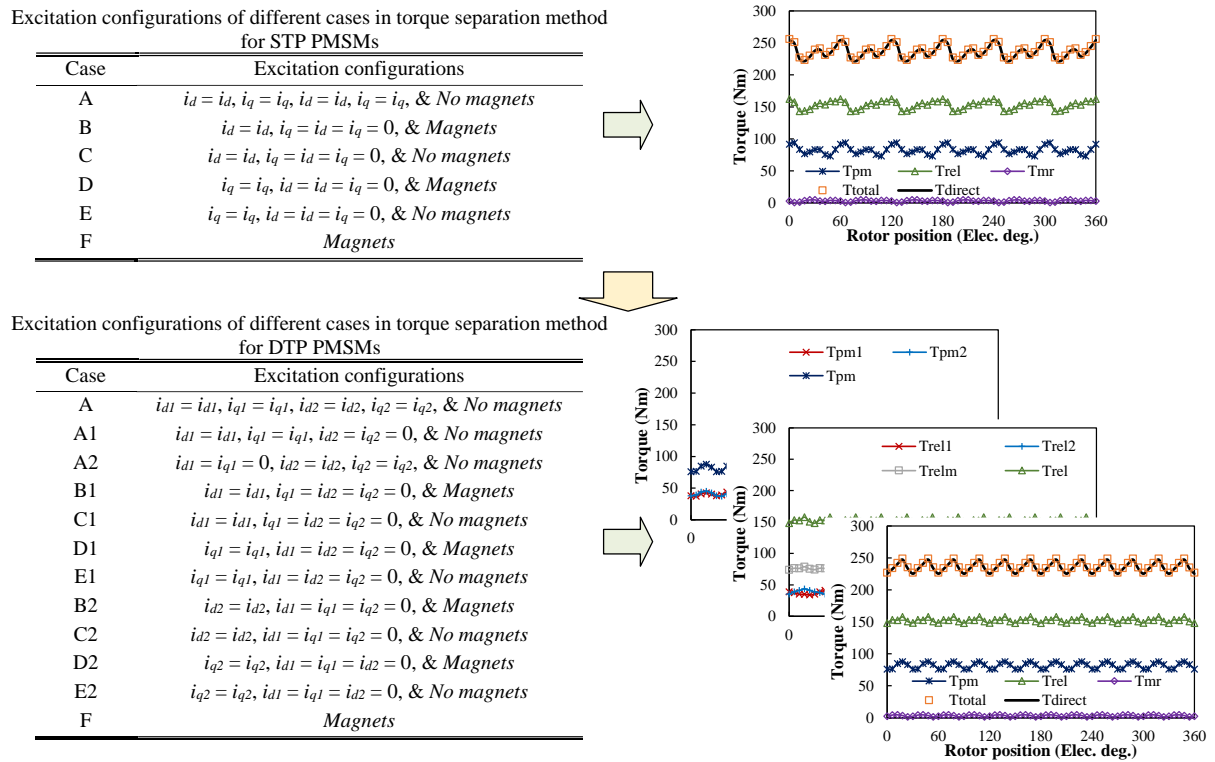 Excitation configurations of different cases in torque separation method
for STP PMSMs
Case Excitation configurations
A id = id, iq = iq, id = id, iq = iq, & No magnets
B id = id, iq = id = iq = 0, & Magnets
C id = id, iq = id = iq = 0, & No magnets
D iq = iq, id = id = iq = 0, & Magnets
E iq = iq, id = id = iq = 0, & No magnets
F Magnets
300
250
200
150
100
50
0
Torque (Nm)
Tpm Trel Tmr
Ttotal Tdirect
0 60 120 180 240 300 360
Rotor position (Elec. deg.)
Excitation configurations of different cases in torque separation method
for DTP PMSMs
Case Excitation configurations
A id1 = id1, iq1 = iq1, id2 = id2, iq2 = iq2, & No magnets
A1 id1 = id1, iq1 = iq1, id2 = iq2 = 0, & No magnets
A2 id1 = iq1 = 0, id2 = id2, iq2 = iq2, & No magnets
B1 id1 = id1, iq1 = id2 = iq2 = 0, & Magnets
C1 id1 = id1, iq1 = id2 = iq2 = 0, & No magnets
D1 iq1 = iq1, id1 = id2 = iq2 = 0, & Magnets
E1 iq1 = iq1, id1 = id2 = iq2 = 0, & No magnets
B2 id2 = id2, id1 = iq1 = iq2 = 0, & Magnets
C2 id2 = id2, id1 = iq1 = iq2 = 0, & No magnets
D2 iq2 = iq2, id1 = iq1 = id2 = 0, & Magnets
E2 iq2 = iq2, id1 = iq1 = id2 = 0, & No magnets
F Magnets
300
250
200
150
100
50
0
Torque (Nm)
Tpm1 Tpm2
Tpm
0
300
250
200
150
100
50
0
Torque (Nm)
Trel1 Trel2
Trelm Trel
0
300
250
200
150
100
50
0
Torque (Nm)
Tpm Trel Tmr
Ttotal Tdirect
0 60 120 180 240 300 360
Rotor position (Elec. deg.)